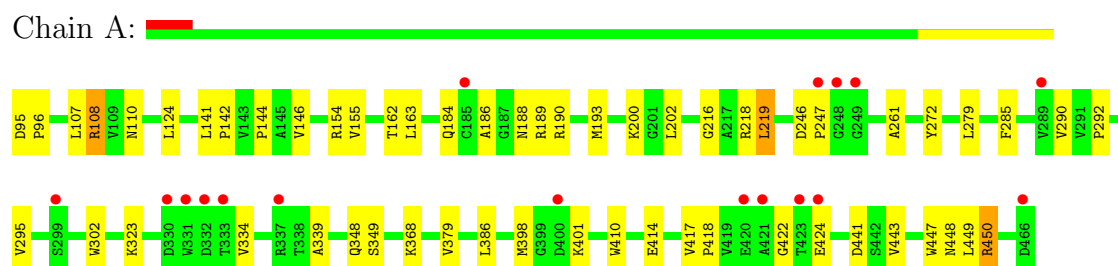 Chain A:
D95 P96 L107 R108 V109 N110 L124 L141 P142 V143 P144 A145 V146 R154 V155 T162 L163 Q184 C185 A186 G187 N188 R189 R190 M193 K200 G201 L202 G216 A217 R218 L219 D246 P247 G248 G249 A261 Y272 L279 F285 V289 V290 V291 P292
V295 S299 W302 K323 D330 W331 D332 T333 V334 R337 T338 A339 Q348 S349 K368 V379 L386 M398 G399 D400 K401 W410 E414 V417 P418 V419 E420 A421 G422 T423 E424 D441 S442 V443 W447 N448 L449 R450 D466